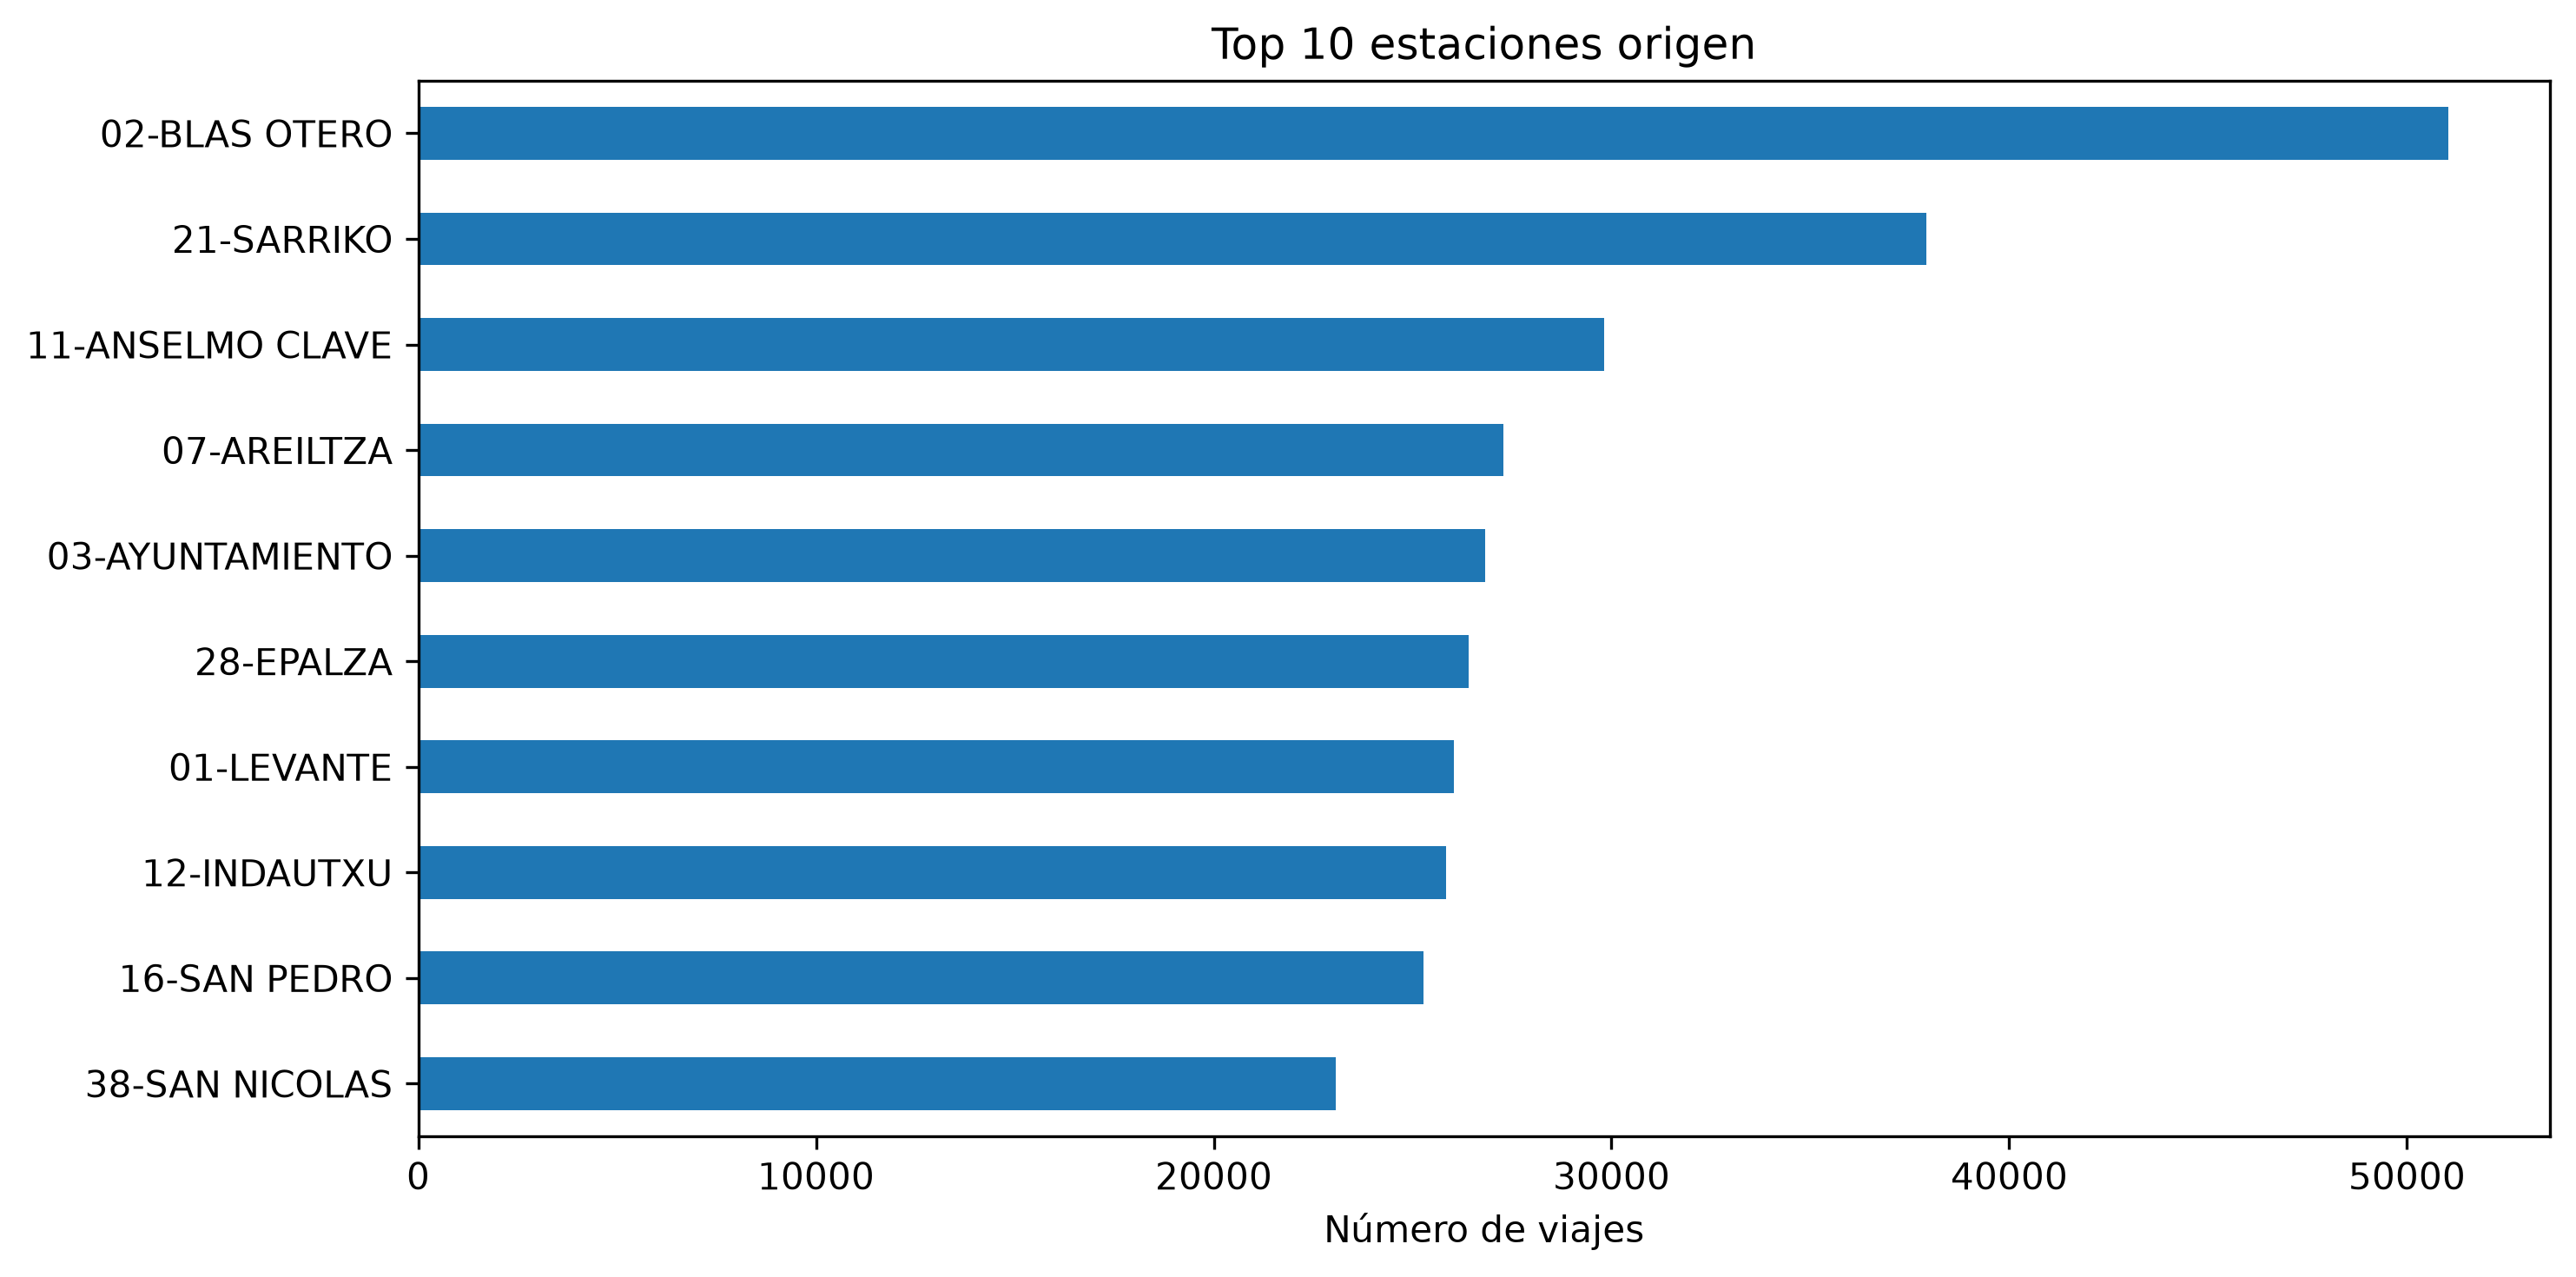 Top 10 estaciones origen
02-BLAS OTERO
21-SARRIKO
11-ANSELMO CLAVE
07-AREILTZA
03-AYUNTAMIENTO
28-EPALZA
01-LEVANTE
12-INDAUTXU
16-SAN PEDRO
38-SAN NICOLAS
0 10000 20000 30000 40000 50000
Número de viajes